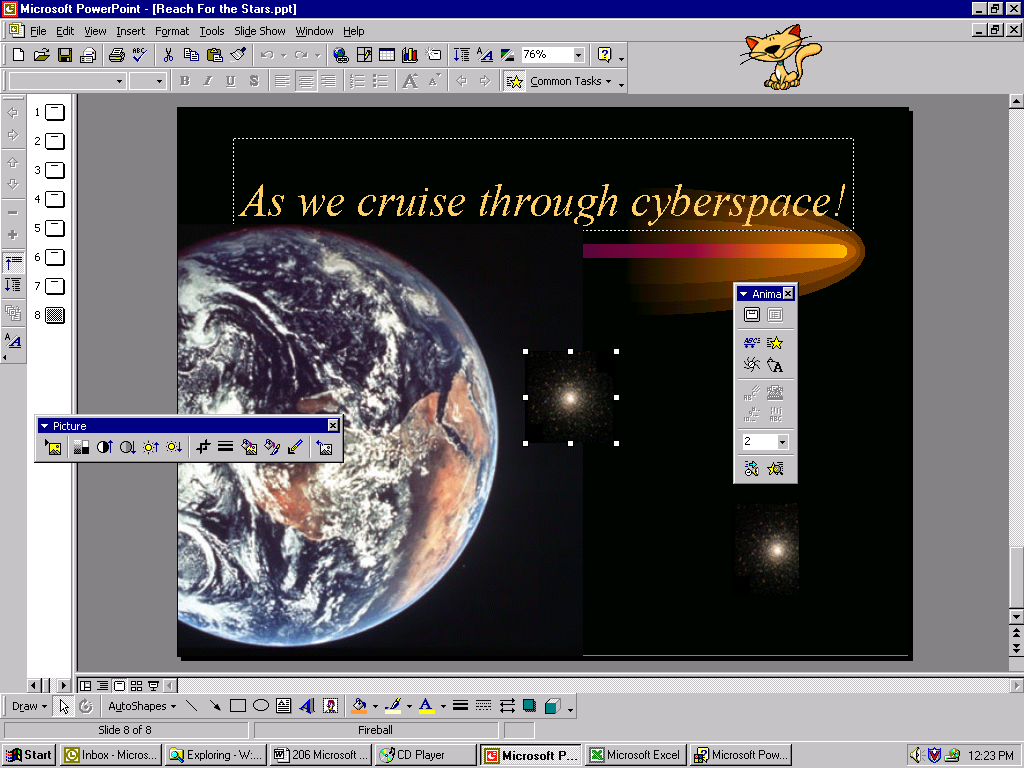 Microsoft PowerPoint - [Reach For the Stars.ppt]
File Edit View Insert Format Tools Slide Show Window Help
76%
B I U S
Common Tasks
1
2
3
4
5
6
7
8
As we cruise through cyberspace!
Anima
2
Picture
Draw AutoShapes
Slide 8 of 8 Fireball
Start Inbox - Micros... Exploring - W:... 206 Microsoft ... CD Player Microsoft P... Microsoft Excel Microsoft Pow... 12:23 PM